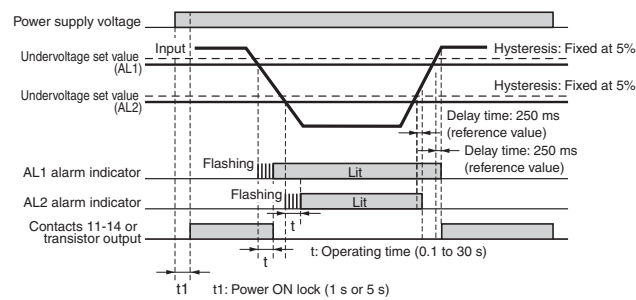 Power supply voltage
Input
Hysteresis: Fixed at 5%
Undervoltage set value
(AL1)
Hysteresis: Fixed at 5%
Undervoltage set value
(AL2)
Delay time: 250 ms
(reference value)
Delay time: 250 ms
(reference value)
Flashing
AL1 alarm indicator
Lit
Flashing
AL2 alarm indicator
Lit
t
Contacts 11-14 or
transistor output
t: Operating time (0.1 to 30 s)
t
t1
t1: Power ON lock (1 s or 5 s)